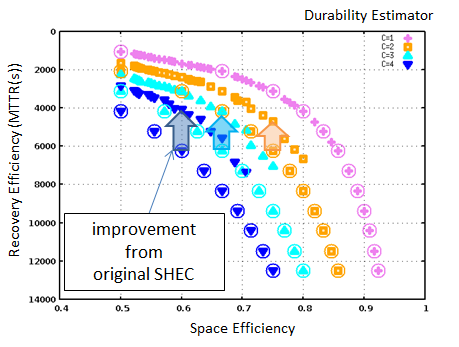 Durability Estimator
0
2000
4000
6000
8000
10000
12000
14000
Recovery Efficiency (MTTR(s))
C=1
C=2
C=3
C=4
improvement
from
original SHEC
0.4 0.5 0.6 0.7 0.8 0.9 1
Space Efficiency